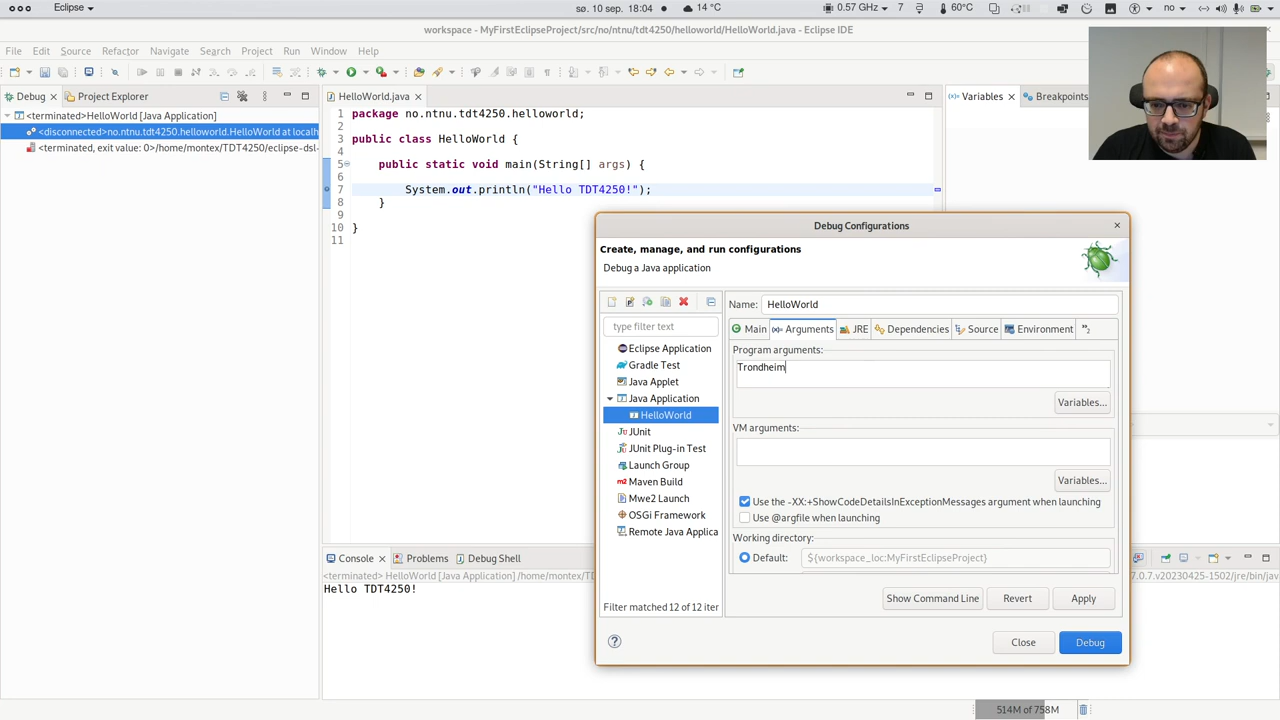 Eclipse
sø. 10 sep. 18:04
14 °C
0.57 GHz
7
60°C
no
workspace - MyFirstEclipseProject/src/no/ntnu/tdt4250/helloworld/HelloWorld.java - Eclipse IDE
File Edit Source Refactor Navigate Search Project Run Window Help
Debug
Project Explorer
HelloWorld.java
Variables
Breakpoints
<terminated>HelloWorld [Java Application]
<disconnected>no.ntnu.tdt4250.helloworld.HelloWorld at localh
<terminated, exit value: 0>/home/montex/TDT4250/eclipse-dsl-
1 package no.ntnu.tdt4250.helloworld;
2
3 public class HelloWorld {
4
5 public static void main(String[] args) {
6
7 System.out.println("Hello TDT4250!");
8 }
9
10 }
11
Debug Configurations
Create, manage, and run configurations
Debug a Java application
type filter text
Eclipse Application
Gradle Test
Java Applet
Java Application
HelloWorld
JUnit
JUnit Plug-in Test
Launch Group
Maven Build
Mwe2 Launch
OSGi Framework
Remote Java Applica
Filter matched 12 of 12 iter
Name: HelloWorld
Main Arguments JRE Dependencies Source Environment
Program arguments:
Trondheim
Variables...
VM arguments:
Variables...
Use the -XX:+ShowCodeDetailsInExceptionMessages argument when launching
Use @argfile when launching
Working directory:
Default: ${workspace_loc:MyFirstEclipseProject}
Show Command Line Revert Apply
Close Debug
Console
Problems
Debug Shell
<terminated> HelloWorld [Java Application] /home/montex/TD
7.0.7.v20230425-1502/jre/bin/jav
Hello TDT4250!
514M of 758M